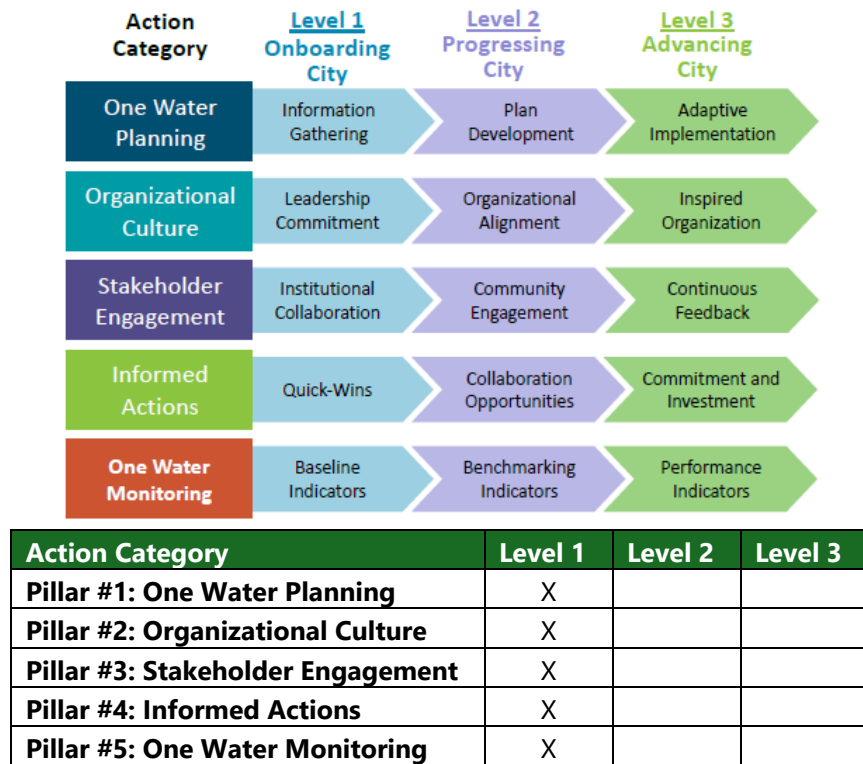 Action
Category
Level 1
Onboarding
City
Level 2
Progressing
City
Level 3
Advancing
City
One Water
Planning
Information
Gathering
Plan
Development
Adaptive
Implementation
Organizational
Culture
Leadership
Commitment
Organizational
Alignment
Inspired
Organization
Stakeholder
Engagement
Institutional
Collaboration
Community
Engagement
Continuous
Feedback
Informed
Actions
Quick-Wins
Collaboration
Opportunities
Commitment and
Investment
One Water
Monitoring
Baseline
Indicators
Benchmarking
Indicators
Performance
Indicators
Action Category Level 1 Level 2 Level 3
Pillar #1: One Water Planning X
Pillar #2: Organizational Culture X
Pillar #3: Stakeholder Engagement X
Pillar #4: Informed Actions X
Pillar #5: One Water Monitoring X